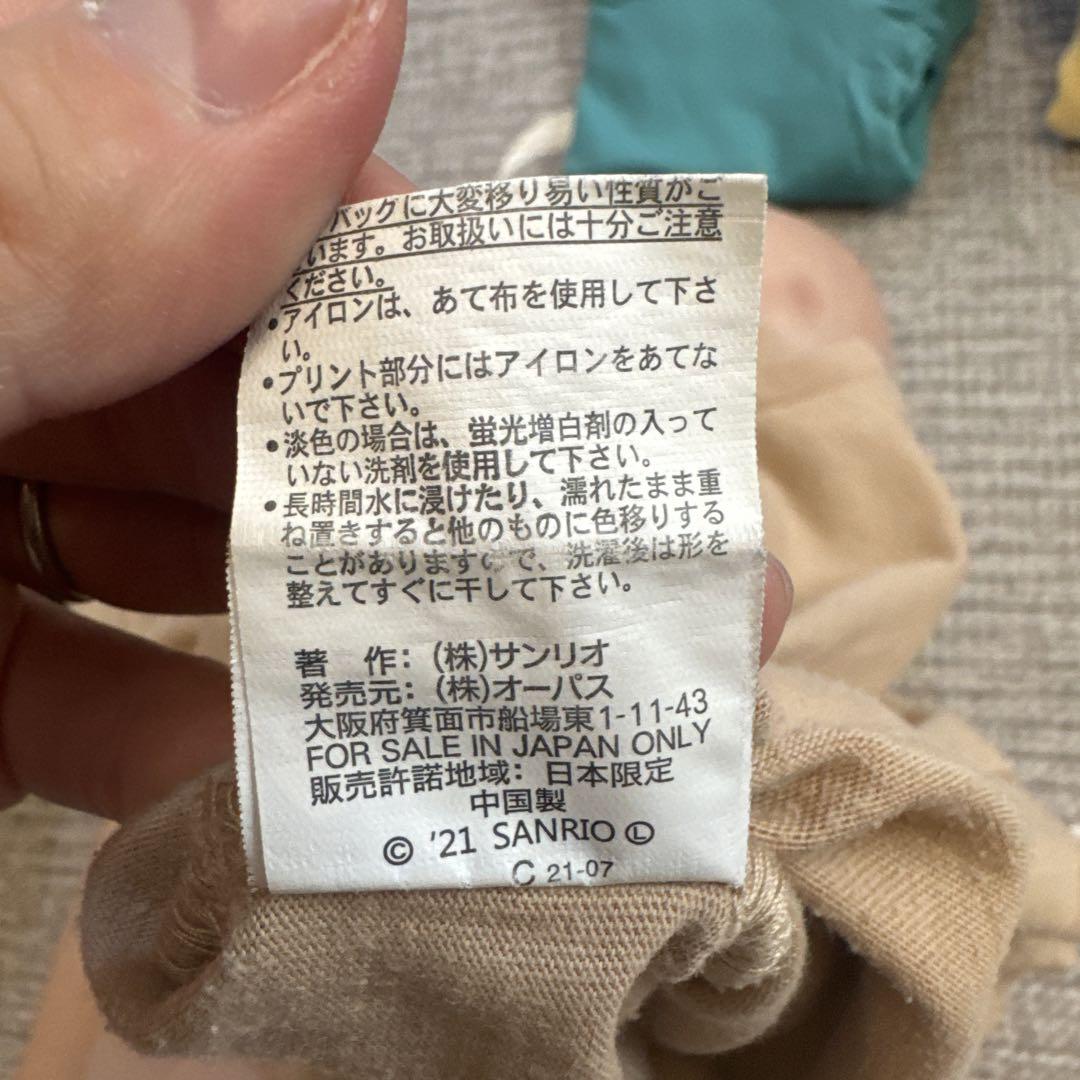 バッグに大変移り易い性質がご
います。お取扱いには十分ご注意
ください。
•アイロンは、あて布を使用して下さ
い。
•プリント部分にはアイロンをあてな
いで下さい。
•淡色の場合は、蛍光増白剤の入って
いない洗剤を使用して下さい。
•長時間水に浸けたり、濡れたまま重
ね置きすると他のものに色移りする
ことがありますので、洗濯後は形を
整えてすぐに干して下さい。
著　作：(株)サンリオ
発売元：(株)オーパス
大阪府箕面市船場東1-11-43
FOR SALE IN JAPAN ONLY
販売許諾地域：日本限定
中国製
© '21 SANRIO Ⓛ
C 21-07